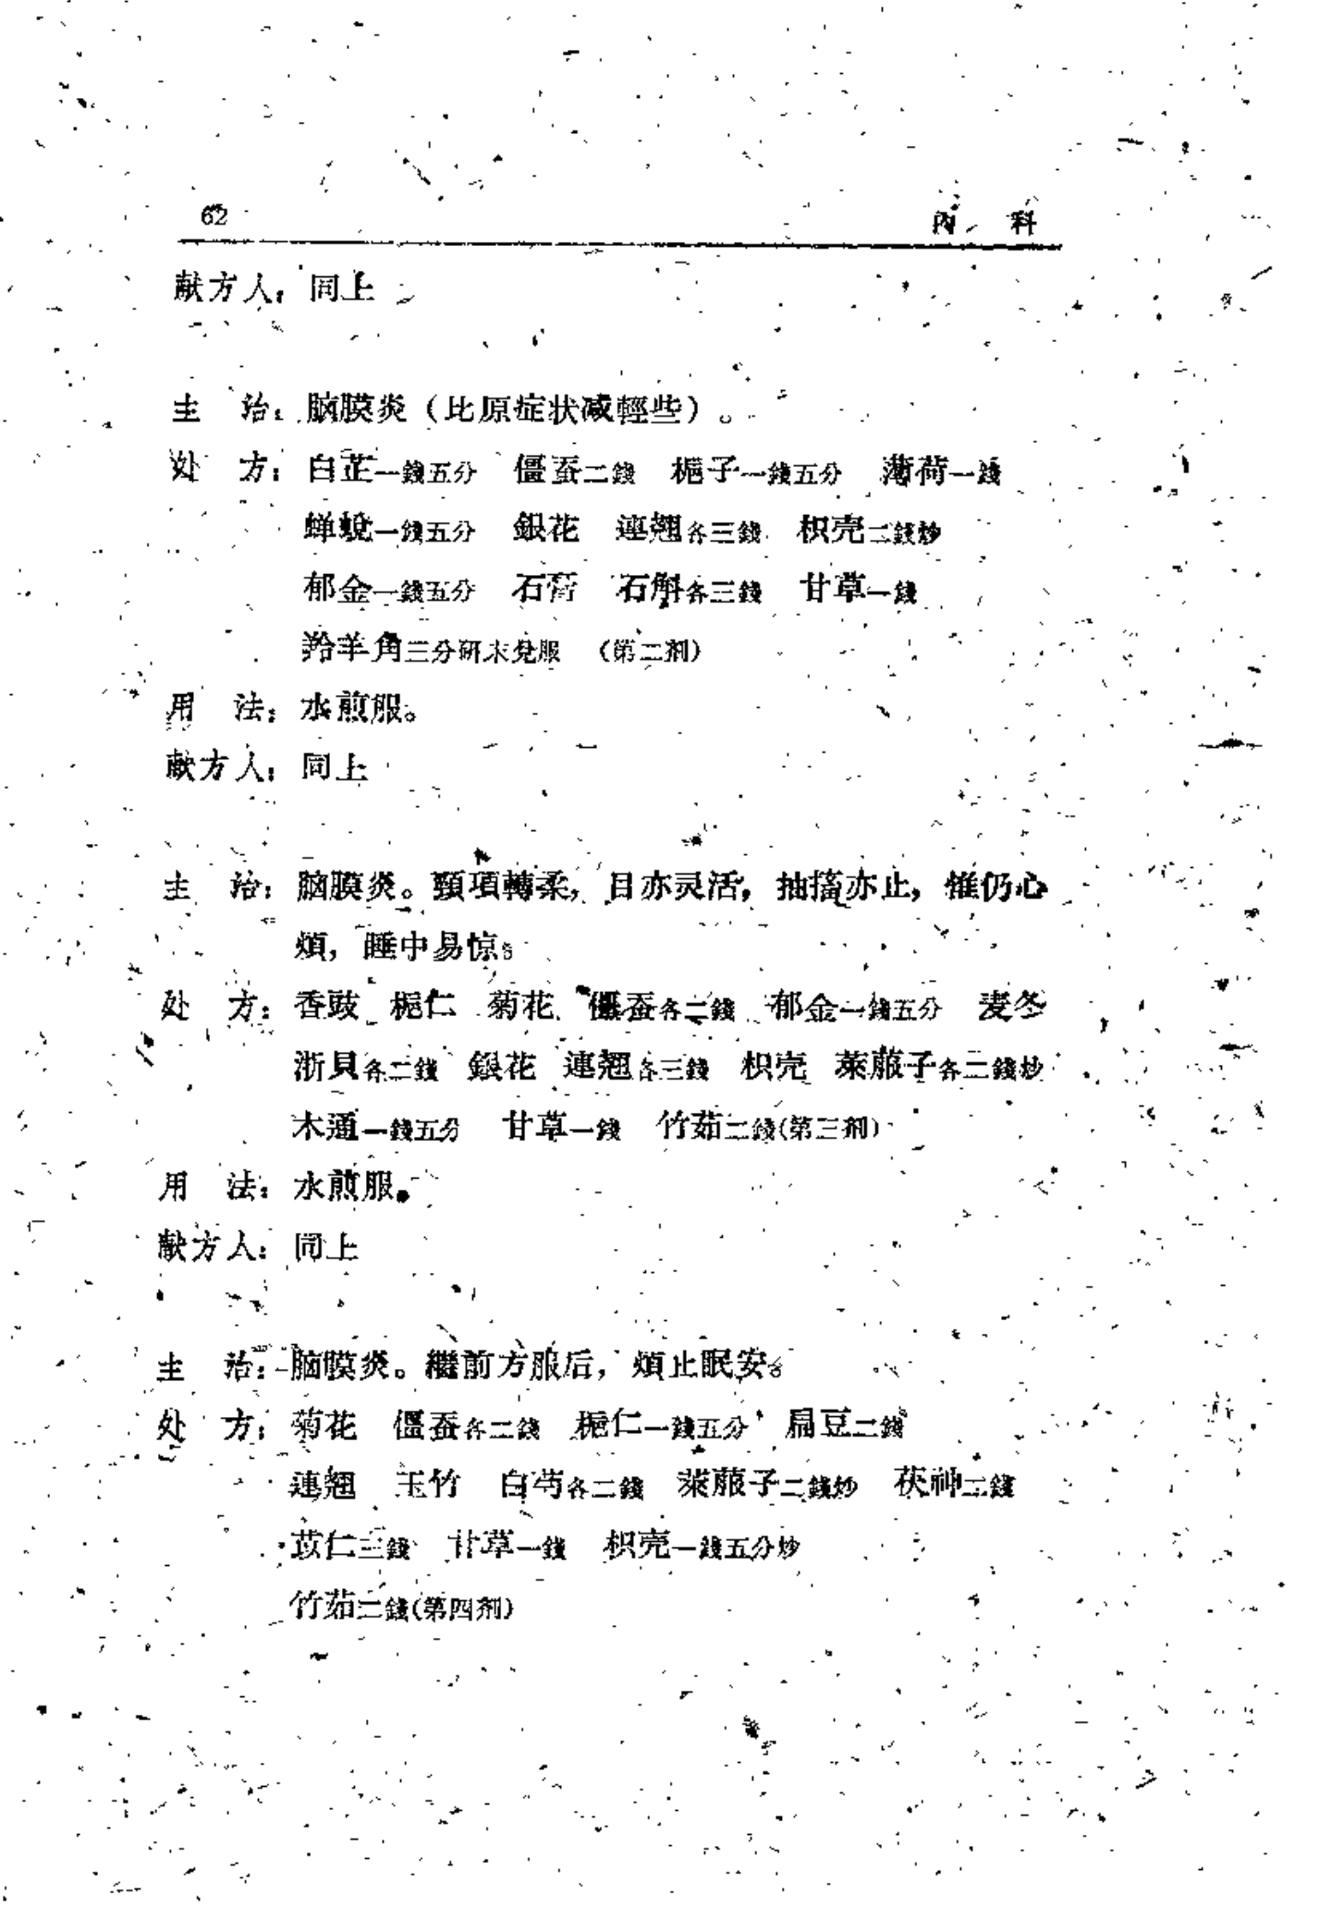 62 內 科
献方人：同上
主 治：脑膜炎（比原症状减輕些）。
处 方：白芷一錢五分 僵蚕二錢 梔子一錢五分 薄荷一錢
蝉蛻一錢五分 銀花 連翘各三錢 枳壳二錢炒
郁金一錢五分 石膏 石斛各三錢 甘草一錢
羚羊角三分研末兌服 （第二剂）
用 法：水煎服。
献方人：同上
主 治：脑膜炎。頸項轉柔，目亦灵活，抽搐亦止，惟仍心
煩，睡中易惊。
处 方：香豉 梔仁 菊花 僵蚕各二錢 郁金一錢五分 麦冬
浙貝各二錢 銀花 連翘各三錢 枳壳 萊菔子各二錢炒
木通一錢五分 甘草一錢 竹茹二錢(第三剂)
用 法：水煎服。
献方人：同上
主 治：脑膜炎。繼前方服后，煩止眠安。
处 方：菊花 僵蚕各二錢 梔仁一錢五分 扁豆二錢
連翘 玉竹 白芍各二錢 萊菔子二錢炒 茯神二錢
苡仁三錢 甘草一錢 枳壳一錢五分炒
竹茹二錢(第四剂)